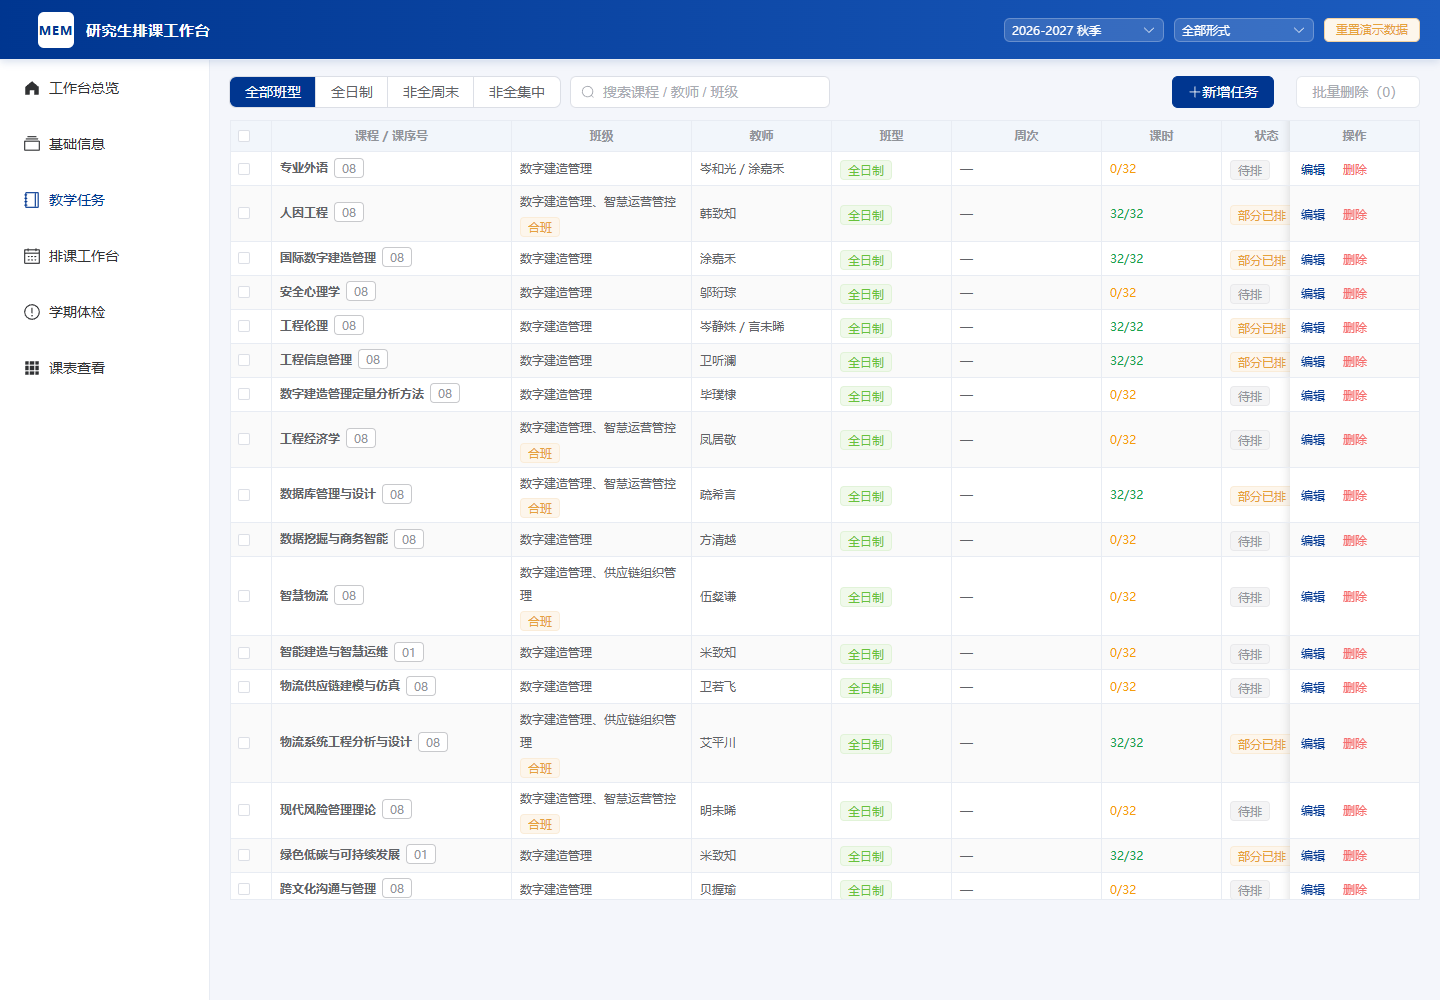 MEM 研究生排课工作台
2026-2027 秋季 全部形式 重置演示数据
工作台总览
基础信息
教学任务
排课工作台
学期体检
课表查看
全部班型 全日制 非全周末 非全集中 搜索课程 / 教师 / 班级 +新增任务 批量删除（0）
课程 / 课序号 班级 教师 班型 周次 课时 状态 操作
专业外语 08 数字建造管理 岑和光 / 涂嘉禾 全日制 — 0/32 待排 编辑 删除
人因工程 08 数字建造管理、智慧运营管控 合班 韩致知 全日制 — 32/32 部分已排 编辑 删除
国际数字建造管理 08 数字建造管理 涂嘉禾 全日制 — 32/32 部分已排 编辑 删除
安全心理学 08 数字建造管理 邬珩琮 全日制 — 0/32 待排 编辑 删除
工程伦理 08 数字建造管理 岑静姝 / 言未晞 全日制 — 32/32 部分已排 编辑 删除
工程信息管理 08 数字建造管理 卫听澜 全日制 — 32/32 部分已排 编辑 删除
数字建造管理定量分析方法 08 数字建造管理 毕璞棣 全日制 — 0/32 待排 编辑 删除
工程经济学 08 数字建造管理、智慧运营管控 合班 凤居敬 全日制 — 0/32 待排 编辑 删除
数据库管理与设计 08 数字建造管理、智慧运营管控 合班 疏希言 全日制 — 32/32 部分已排 编辑 删除
数据挖掘与商务智能 08 数字建造管理 方清越 全日制 — 0/32 待排 编辑 删除
智慧物流 08 数字建造管理、供应链组织管理 合班 伍粲谦 全日制 — 0/32 待排 编辑 删除
智能建造与智慧运维 01 数字建造管理 米致知 全日制 — 0/32 待排 编辑 删除
物流供应链建模与仿真 08 数字建造管理 卫若飞 全日制 — 0/32 待排 编辑 删除
物流系统工程分析与设计 08 数字建造管理、供应链组织管理 合班 艾平川 全日制 — 32/32 部分已排 编辑 删除
现代风险管理理论 08 数字建造管理、智慧运营管控 合班 明未晞 全日制 — 0/32 待排 编辑 删除
绿色低碳与可持续发展 01 数字建造管理 米致知 全日制 — 32/32 部分已排 编辑 删除
跨文化沟通与管理 08 数字建造管理 贝握瑜 全日制 — 0/32 待排 编辑 删除